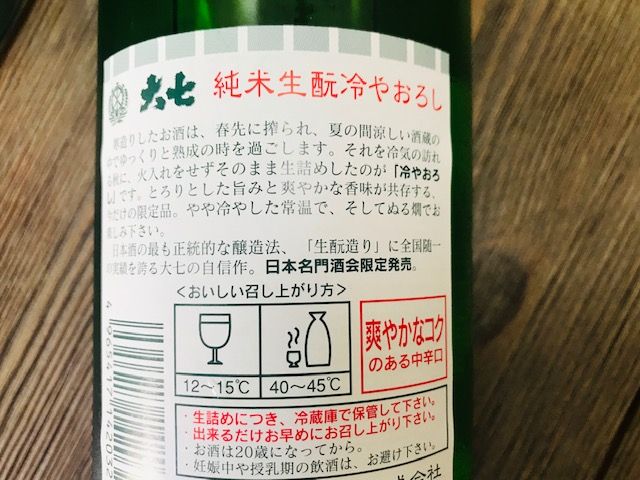 大七 純米生酛冷やおろし
寒造りしたお酒は、春先に搾られ、夏の間涼しい酒蔵の
中でゆっくりと熟成の時を過ごします。それを冷気の訪れ
る秋に、火入れをせずそのまま生詰めしたのが「冷やおろ
し」です。とろりとした旨みと爽やかな香味が共存する、
だけの限定品。やや冷やした常温で、そしてぬる燗でお
楽しみ下さい。
日本酒の最も正統的な醸造法、「生酛造り」に全国随一
の実績を誇る大七の自信作。日本名門酒会限定発売。
<おいしい召し上がり方>
12〜15℃ 40〜45℃
爽やかなコク
のある中辛口
・生詰めにつき、冷蔵庫で保管して下さい。
・出来るだけお早めにお召し上がり下さい。
・お酒は20歳になってから。
・妊娠中や授乳期の飲酒は、お避け下さい。
式会社
4 965417 14203